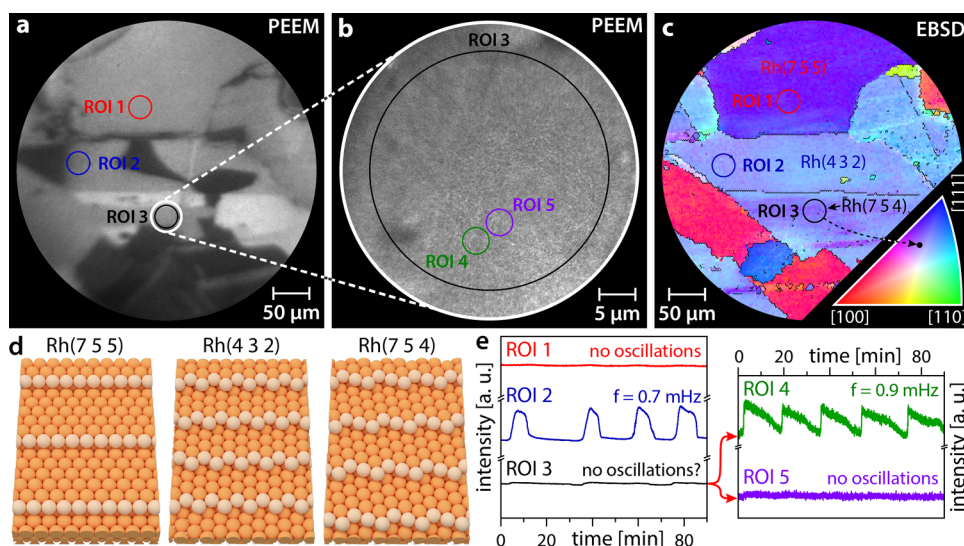 a
PEEM
ROI 1
ROI 2
ROI 3
50 μm
b
PEEM
ROI 3
ROI 5
ROI 4
5 μm
c
EBSD
Rh(7 5 5)
ROI 1
ROI 2
Rh(4 3 2)
ROI 3
Rh(7 5 4)
50 μm
[111]
[100]
[110]
d
Rh(7 5 5)
Rh(4 3 2)
Rh(7 5 4)
e
ROI 1
no oscillations
ROI 2
f = 0.7 mHz
ROI 3
no oscillations?
intensity [a. u.]
0 20 40 60 80
time [min]
0 20 time [min] 80
ROI 4
f = 0.9 mHz
ROI 5
no oscillations
intensity [a. u.]